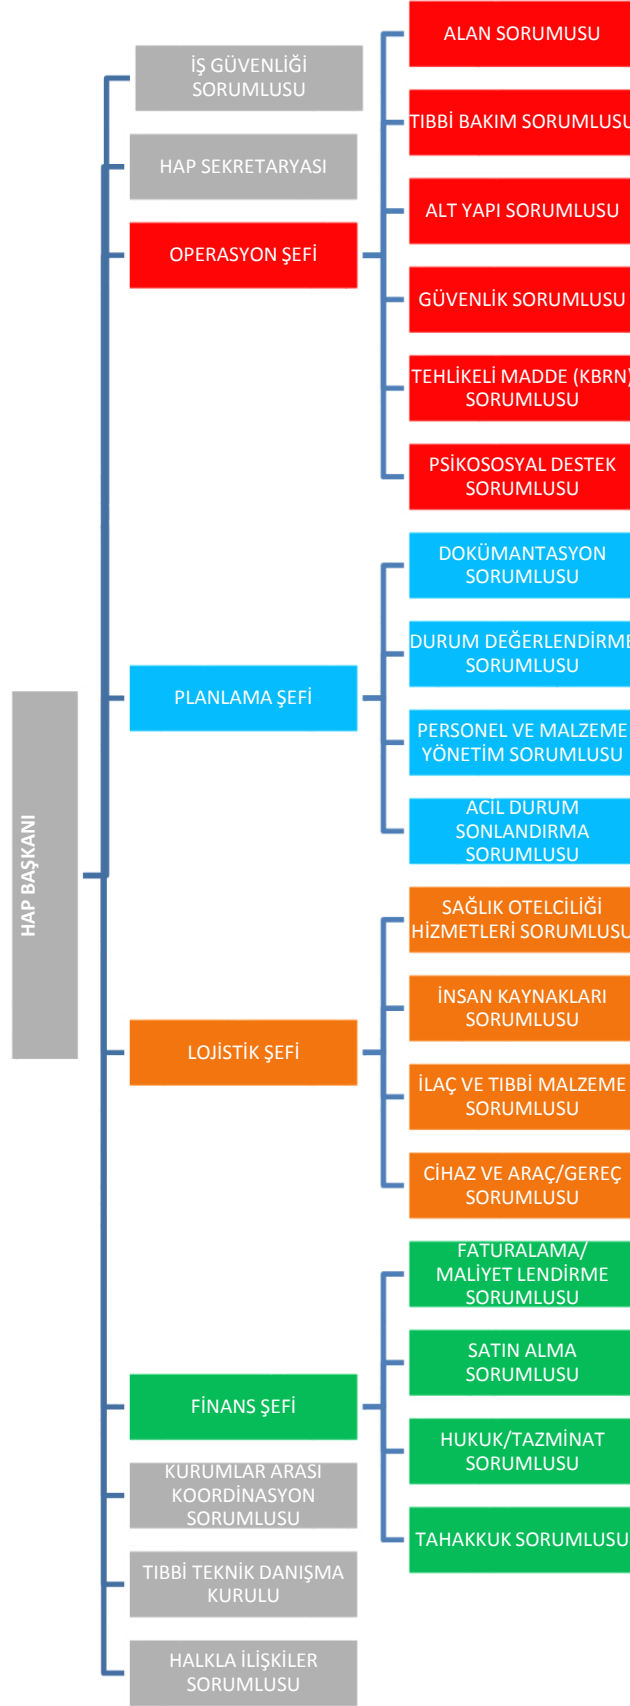 HAP BAŞKANI
İŞ GÜVENLİĞİ
SORUMLUSU
HAP SEKRETARYASI
OPERASYON ŞEFİ
ALAN SORUMUSU
TIBBİ BAKIM SORUMLUSU
ALT YAPI SORUMLUSU
GÜVENLİK SORUMLUSU
TEHLİKELİ MADDE (KBRN)
SORUMLUSU
PSİKOSOSYAL DESTEK
SORUMLUSU
PLANLAMA ŞEFİ
DOKÜMANTASYON
SORUMLUSU
DURUM DEĞERLENDİRME
SORUMLUSU
PERSONEL VE MALZEME
YÖNETİM SORUMLUSU
ACİL DURUM
SONLANDIRMA
SORUMLUSU
LOJİSTİK ŞEFİ
SAĞLIK OTELCİLİĞİ
HİZMETLERİ SORUMLUSU
İNSAN KAYNAKLARI
SORUMLUSU
İLAÇ VE TIBBİ MALZEME
SORUMLUSU
CİHAZ VE ARAÇ/GEREÇ
SORUMLUSU
FİNANS ŞEFİ
FATURALAMA/
MALİYET LENDİRME
SORUMLUSU
SATIN ALMA
SORUMLUSU
HUKUK/TAZMİNAT
SORUMLUSU
TAHAKKUK SORUMLUSU
KURUMLAR ARASI
KOORDİNASYON
SORUMLUSU
TIBBİ TEKNİK DANIŞMA
KURULU
HALKLA İLİŞKİLER
SORUMLUSU